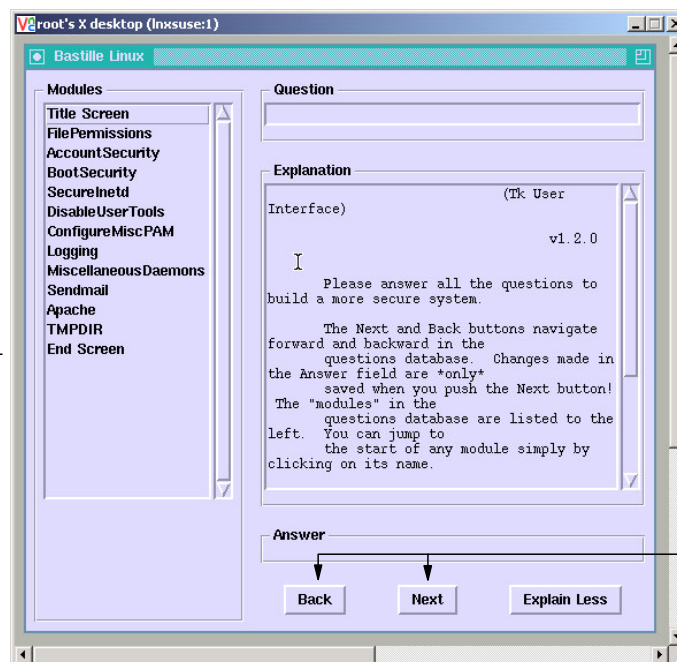 root's X desktop (lnxsuse:1)
Bastille Linux
Modules
Title Screen
FilePermissions
AccountSecurity
BootSecurity
SecureInetd
DisableUserTools
ConfigureMiscPAM
Logging
MiscellaneousDaemons
Sendmail
Apache
TMPDIR
End Screen
Question
Explanation
(Tk User
Interface)
v1.2.0
Please answer all the questions to
build a more secure system.
The Next and Back buttons navigate
forward and backward in the
questions database. Changes made in
the Answer field are *only*
saved when you push the Next button!
The "modules" in the
questions database are listed to the
left. You can jump to
the start of any module simply by
clicking on its name.
Answer
Back Next Explain Less